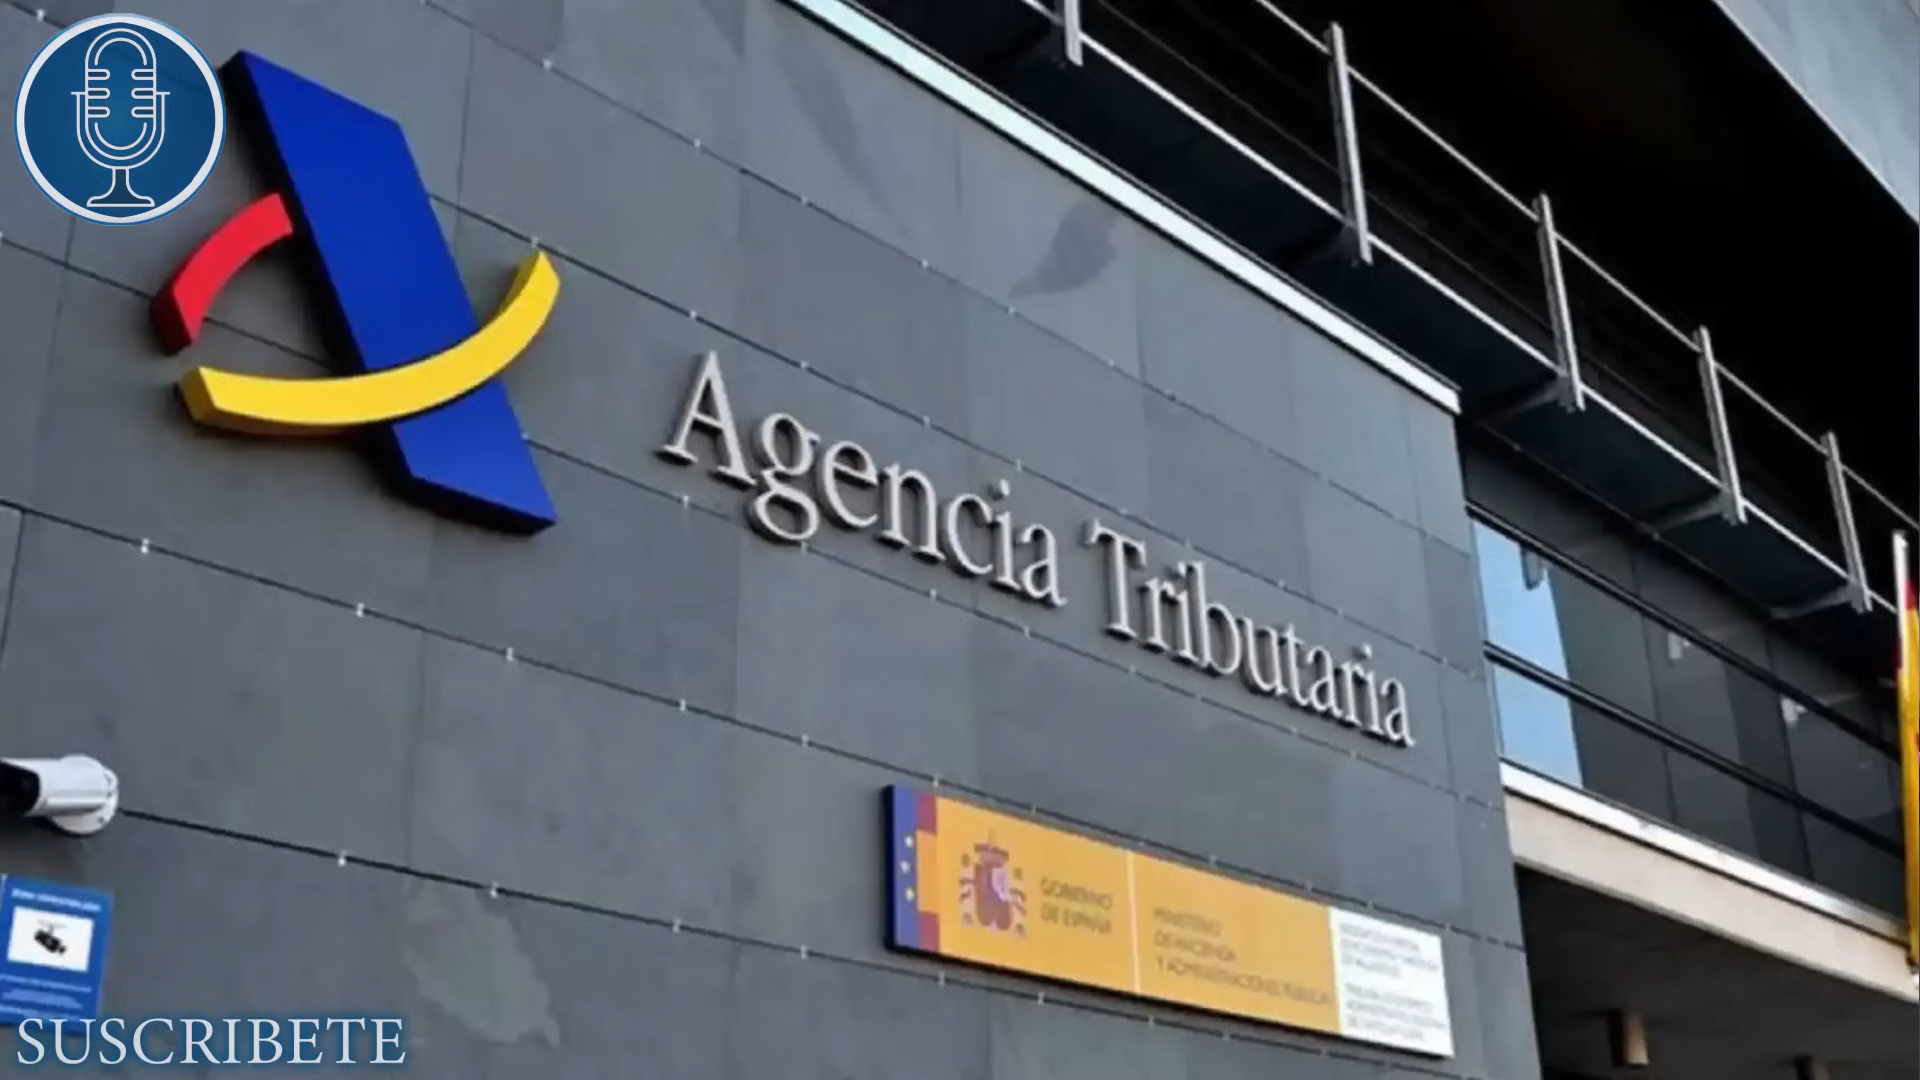 Agencia Tributaria
GOBIERNO
DE ESPAÑA
MINISTERIO
DE HACIENDA
Y ADMINISTRACIONES PÚBLICAS
SUSCRIBETE